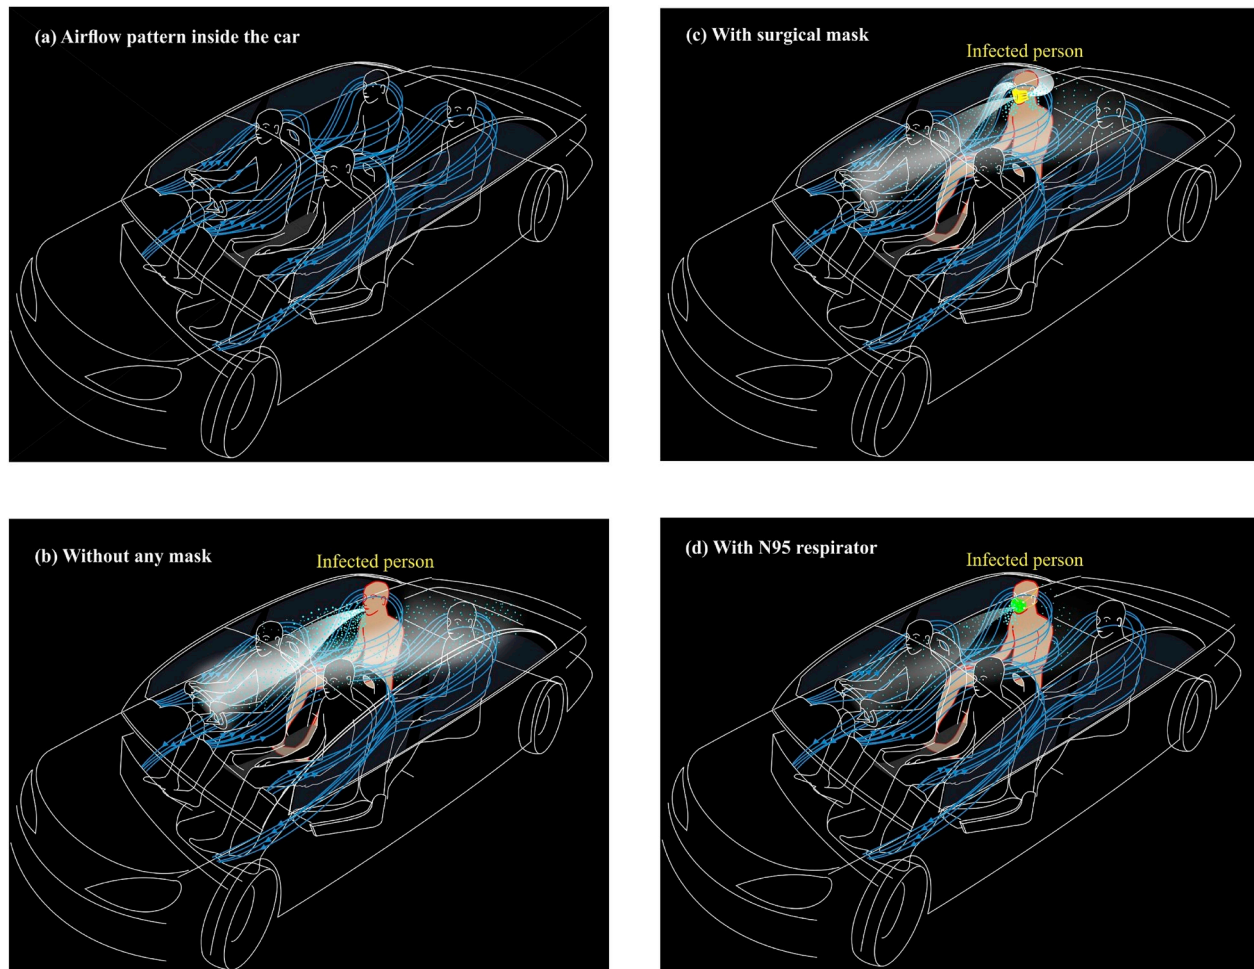 (a) Airflow pattern inside the car
(c) With surgical mask
Infected person
(b) Without any mask
Infected person
(d) With N95 respirator
Infected person